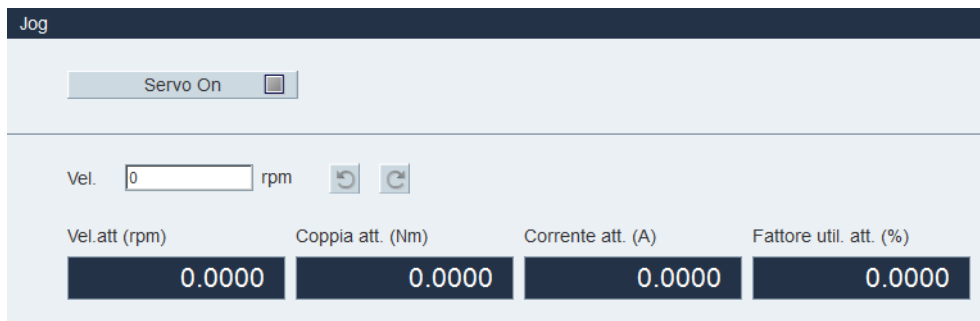 Jog
Servo On
Vel. 0 rpm
Vel.att (rpm) Coppia att. (Nm) Corrente att. (A) Fattore util. att. (%)
0.0000 0.0000 0.0000 0.0000